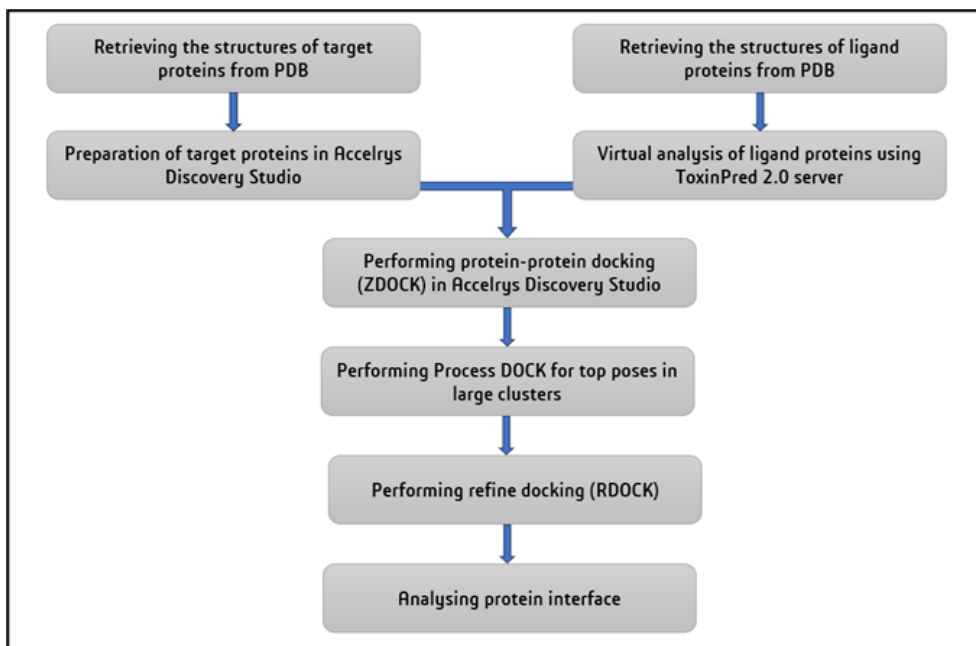 Retrieving the structures of target
proteins from PDB
Retrieving the structures of ligand
proteins from PDB
Preparation of target proteins in Accelrys
Discovery Studio
Virtual analysis of ligand proteins using
ToxinPred 2.0 server
Performing protein-protein docking
(ZDOCK) in Accelrys Discovery Studio
Performing Process DOCK for top poses in
large clusters
Performing refine docking (RDOCK)
Analysing protein interface